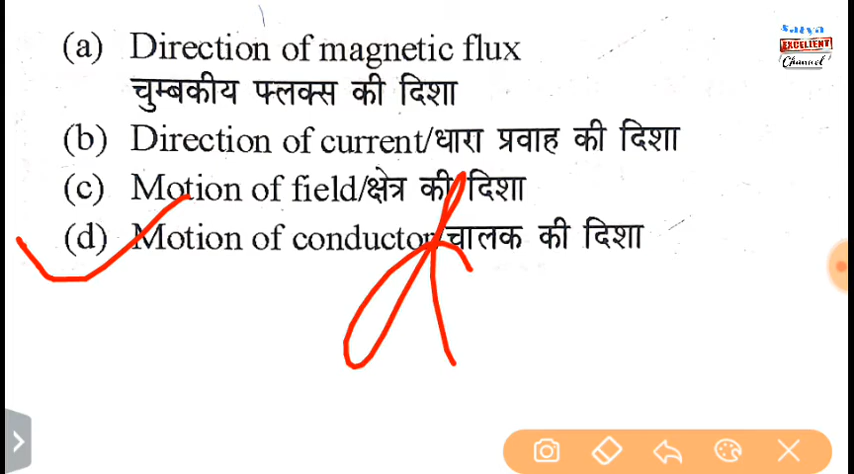 Satya
EXCELIENT
Channel
(a) Direction of magnetic flux
चुम्बकीय फ्लक्स की दिशा
(b) Direction of current/धारा प्रवाह की दिशा
(c) Motion of field/क्षेत्र की दिशा
(d) Motion of conductor/चालक की दिशा